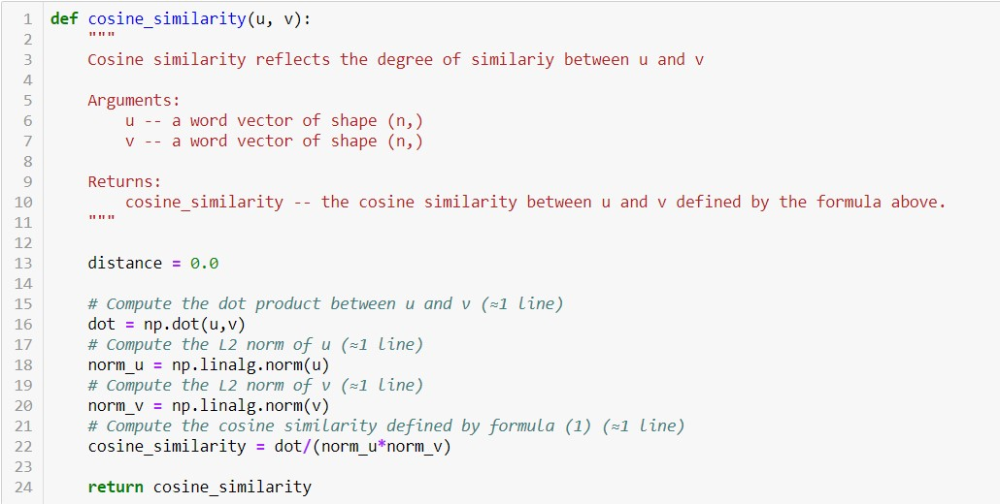 1 def cosine_similarity(u, v):
2 """
3 Cosine similarity reflects the degree of similariy between u and v
4
5 Arguments:
6 u -- a word vector of shape (n,)
7 v -- a word vector of shape (n,)
8
9 Returns:
10 cosine_similarity -- the cosine similarity between u and v defined by the formula above.
11 """
12
13 distance = 0.0
14
15 # Compute the dot product between u and v (≈1 line)
16 dot = np.dot(u,v)
17 # Compute the L2 norm of u (≈1 line)
18 norm_u = np.linalg.norm(u)
19 # Compute the L2 norm of v (≈1 line)
20 norm_v = np.linalg.norm(v)
21 # Compute the cosine similarity defined by formula (1) (≈1 line)
22 cosine_similarity = dot/(norm_u*norm_v)
23
24 return cosine_similarity